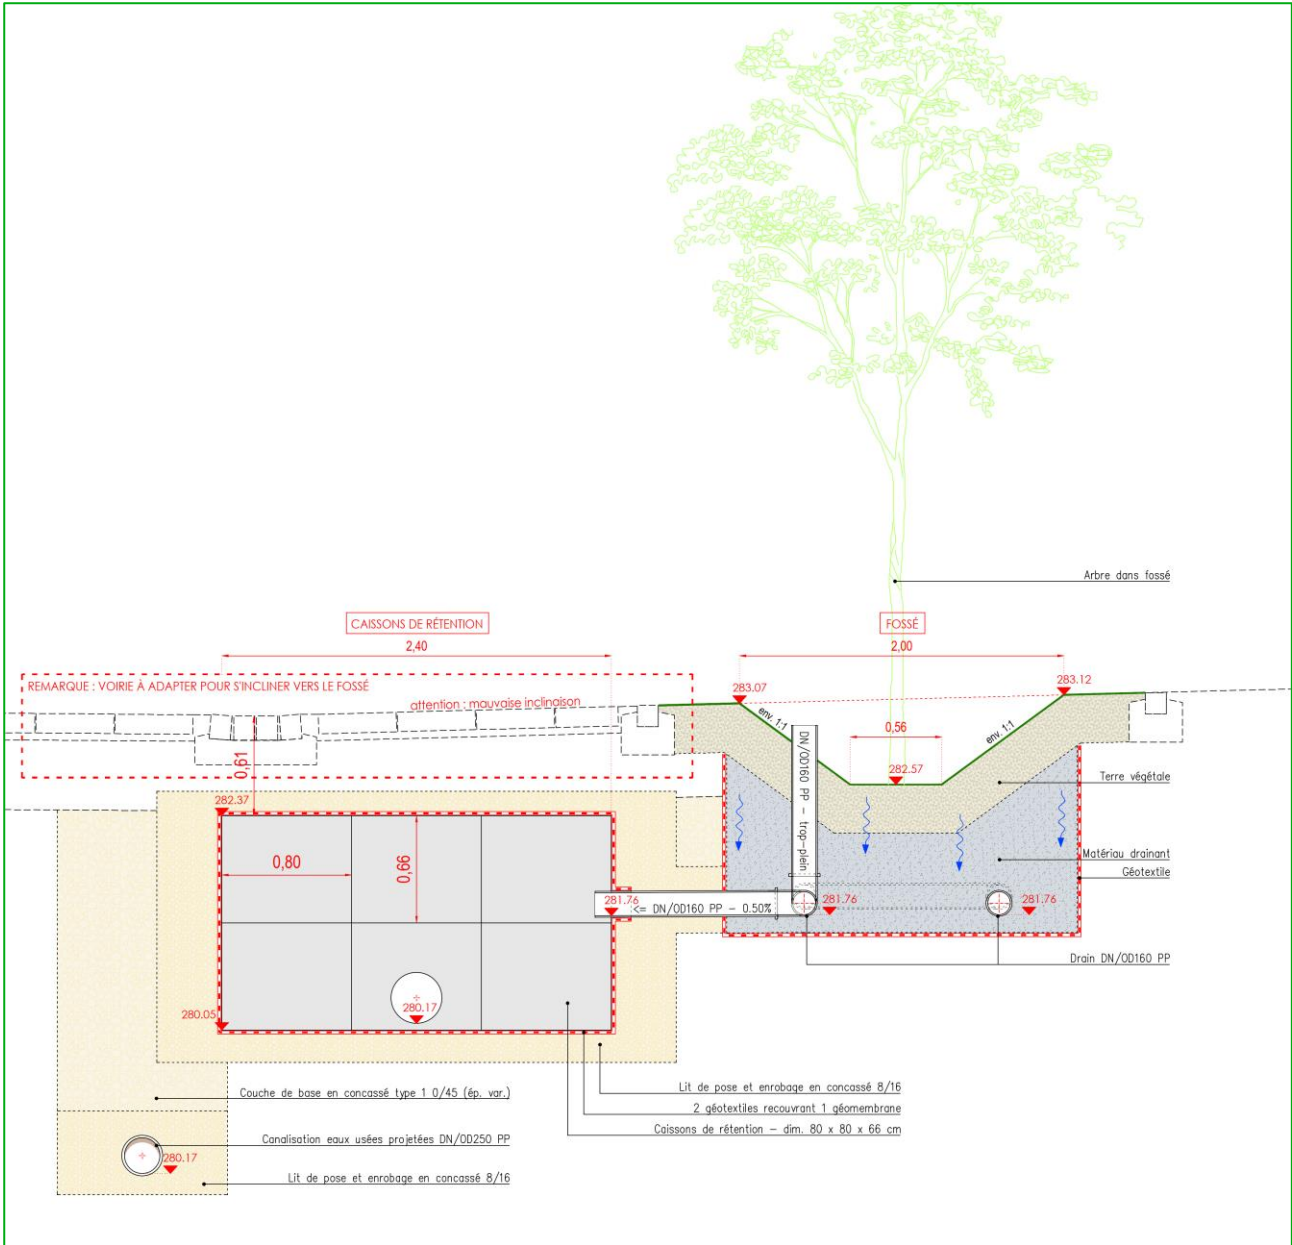 Arbre dans fossé
CAISSONS DE RÉTENTION
FOSSÉ
2,40
2,00
REMARQUE : VOIRIE À ADAPTER POUR S'INCLINER VERS LE FOSSÉ
283.07
283.12
attention : mauvaise inclinaison
env. 1:1
env. 1:1
0,56
0,61
DN/OD160 PP - trop-plein
282.57
Terre végétale
282.37
0,80
0,66
Matériau drainant
Géotextile
281.76
<= DN/OD160 PP - 0.50%
281.76
281.76
Drain DN/OD160 PP
280.05
280.17
Couche de base en concassé type 1 0/45 (ép. var.)
Lit de pose et enrobage en concassé 8/16
2 géotextiles recouvrant 1 géomembrane
Caissons de rétention - dim. 80 x 80 x 66 cm
Canalisation eaux usées projetées DN/OD250 PP
280.17
Lit de pose et enrobage en concassé 8/16